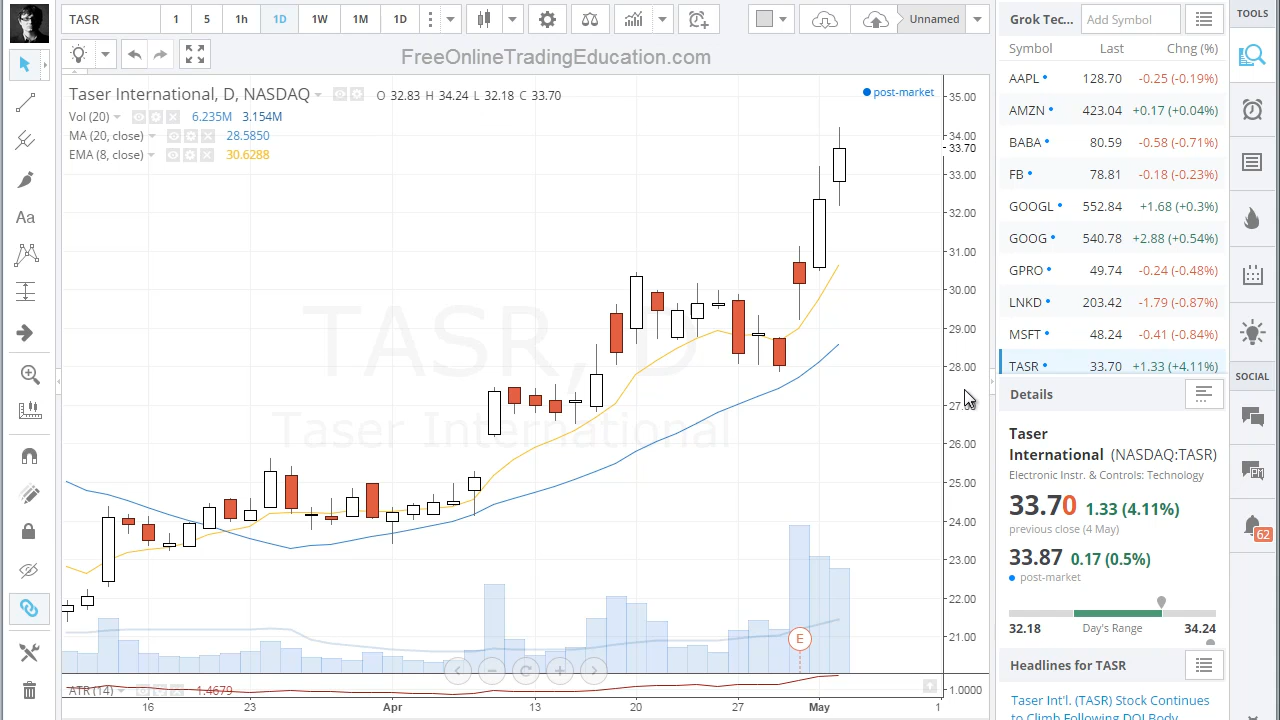 TASR 1 5 1h 1D 1W 1M 1D Unnamed
FreeOnlineTradingEducation.com
Taser International, D, NASDAQ O 32.83 H 34.24 L 32.18 C 33.70
post-market
Vol (20) 6.235M 3.154M
MA (20, close) 28.5850
EMA (8, close) 30.6288
Aa
TASR, D
Taser International
35.00
34.00
33.70
33.00
32.00
31.00
30.00
29.00
28.00
27.00
26.00
25.00
24.00
23.00
22.00
21.00
E
ATR (14) 1.4679
1.0000
16 23 Apr 13 20 27 May 1
Grok Tec... Add Symbol
Symbol Last Chng (%)
AAPL 128.70 -0.25 (-0.19%)
AMZN 423.04 +0.17 (+0.04%)
BABA 80.59 -0.58 (-0.71%)
FB 78.81 -0.18 (-0.23%)
GOOGL 552.84 +1.68 (+0.3%)
GOOG 540.78 +2.88 (+0.54%)
GPRO 49.74 -0.24 (-0.48%)
LNKD 203.42 -1.79 (-0.87%)
MSFT 48.24 -0.41 (-0.84%)
TASR 33.70 +1.33 (+4.11%)
Details
Taser
International (NASDAQ:TASR)
Electronic Instr. & Controls: Technology
33.70 1.33 (4.11%)
previous close (4 May)
33.87 0.17 (0.5%)
post-market
32.18 Day's Range 34.24
Headlines for TASR
Taser Int'l. (TASR) Stock Continues
to Climb Following DOJ Body
TOOLS
SOCIAL
62